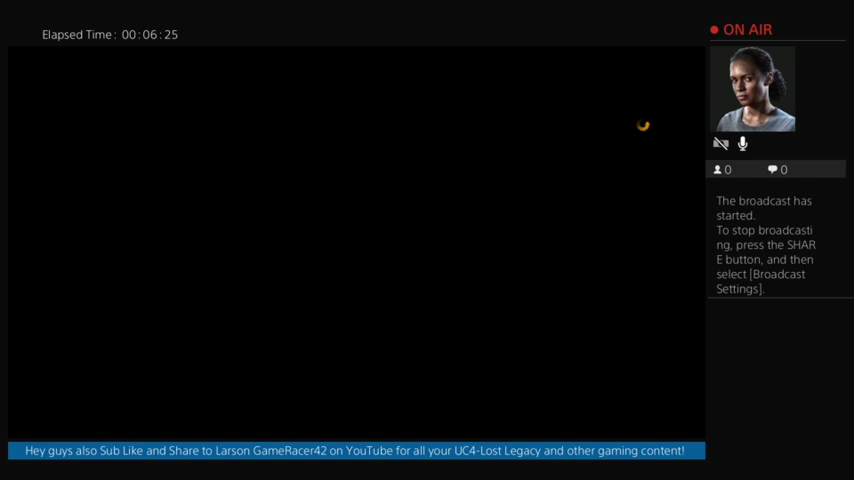 Elapsed Time: 00:06:25
ON AIR
0 0
The broadcast has
started.
To stop broadcasti
ng, press the SHAR
E button, and then
select [Broadcast
Settings].
Hey guys also Sub Like and Share to Larson GameRacer42 on YouTube for all your UC4-Lost Legacy and other gaming content!